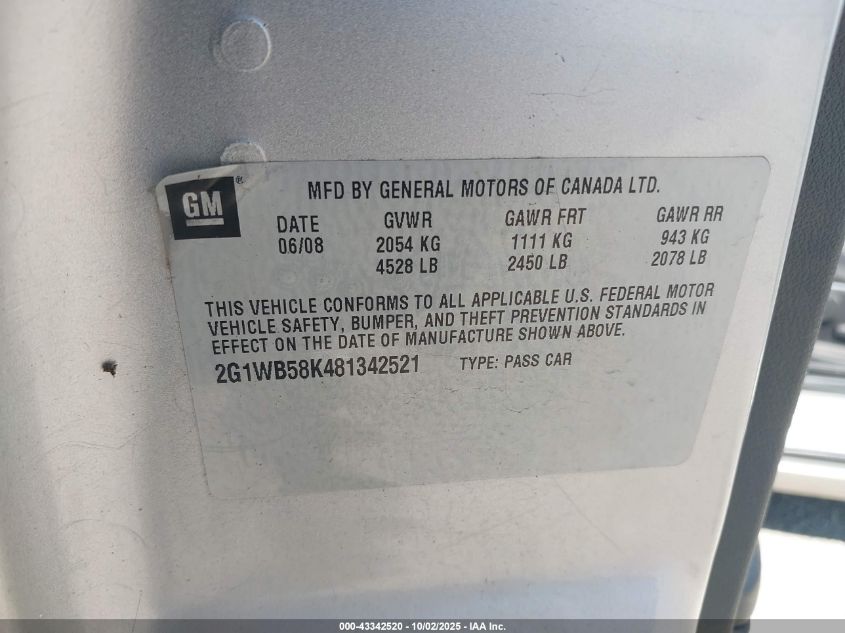 GM ®
MFD BY GENERAL MOTORS OF CANADA LTD.
DATE GVWR GAWR FRT GAWR RR
06/08 2054 KG 1111 KG 943 KG
4528 LB 2450 LB 2078 LB
THIS VEHICLE CONFORMS TO ALL APPLICABLE U.S. FEDERAL MOTOR
VEHICLE SAFETY, BUMPER, AND THEFT PREVENTION STANDARDS IN
EFFECT ON THE DATE OF MANUFACTURE SHOWN ABOVE.
2G1WB58K481342521 TYPE: PASS CAR
000-43342520 - 10/02/2025 - IAA Inc.